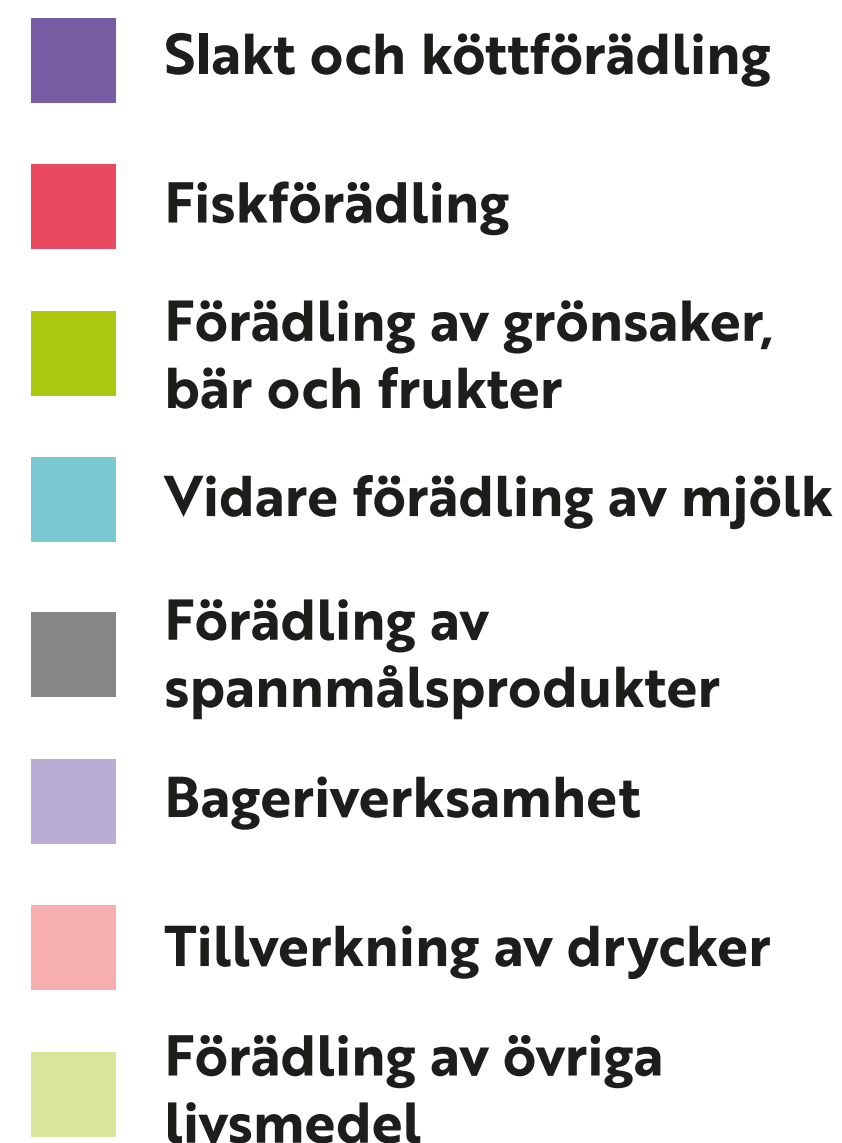 Slakt och köttförädling
Fiskförädling
Förädling av grönsaker,
bär och frukter
Vidare förädling av mjölk
Förädling av
spannmålsprodukter
Bageriverksamhet
Tillverkning av drycker
Förädling av övriga
livsmedel